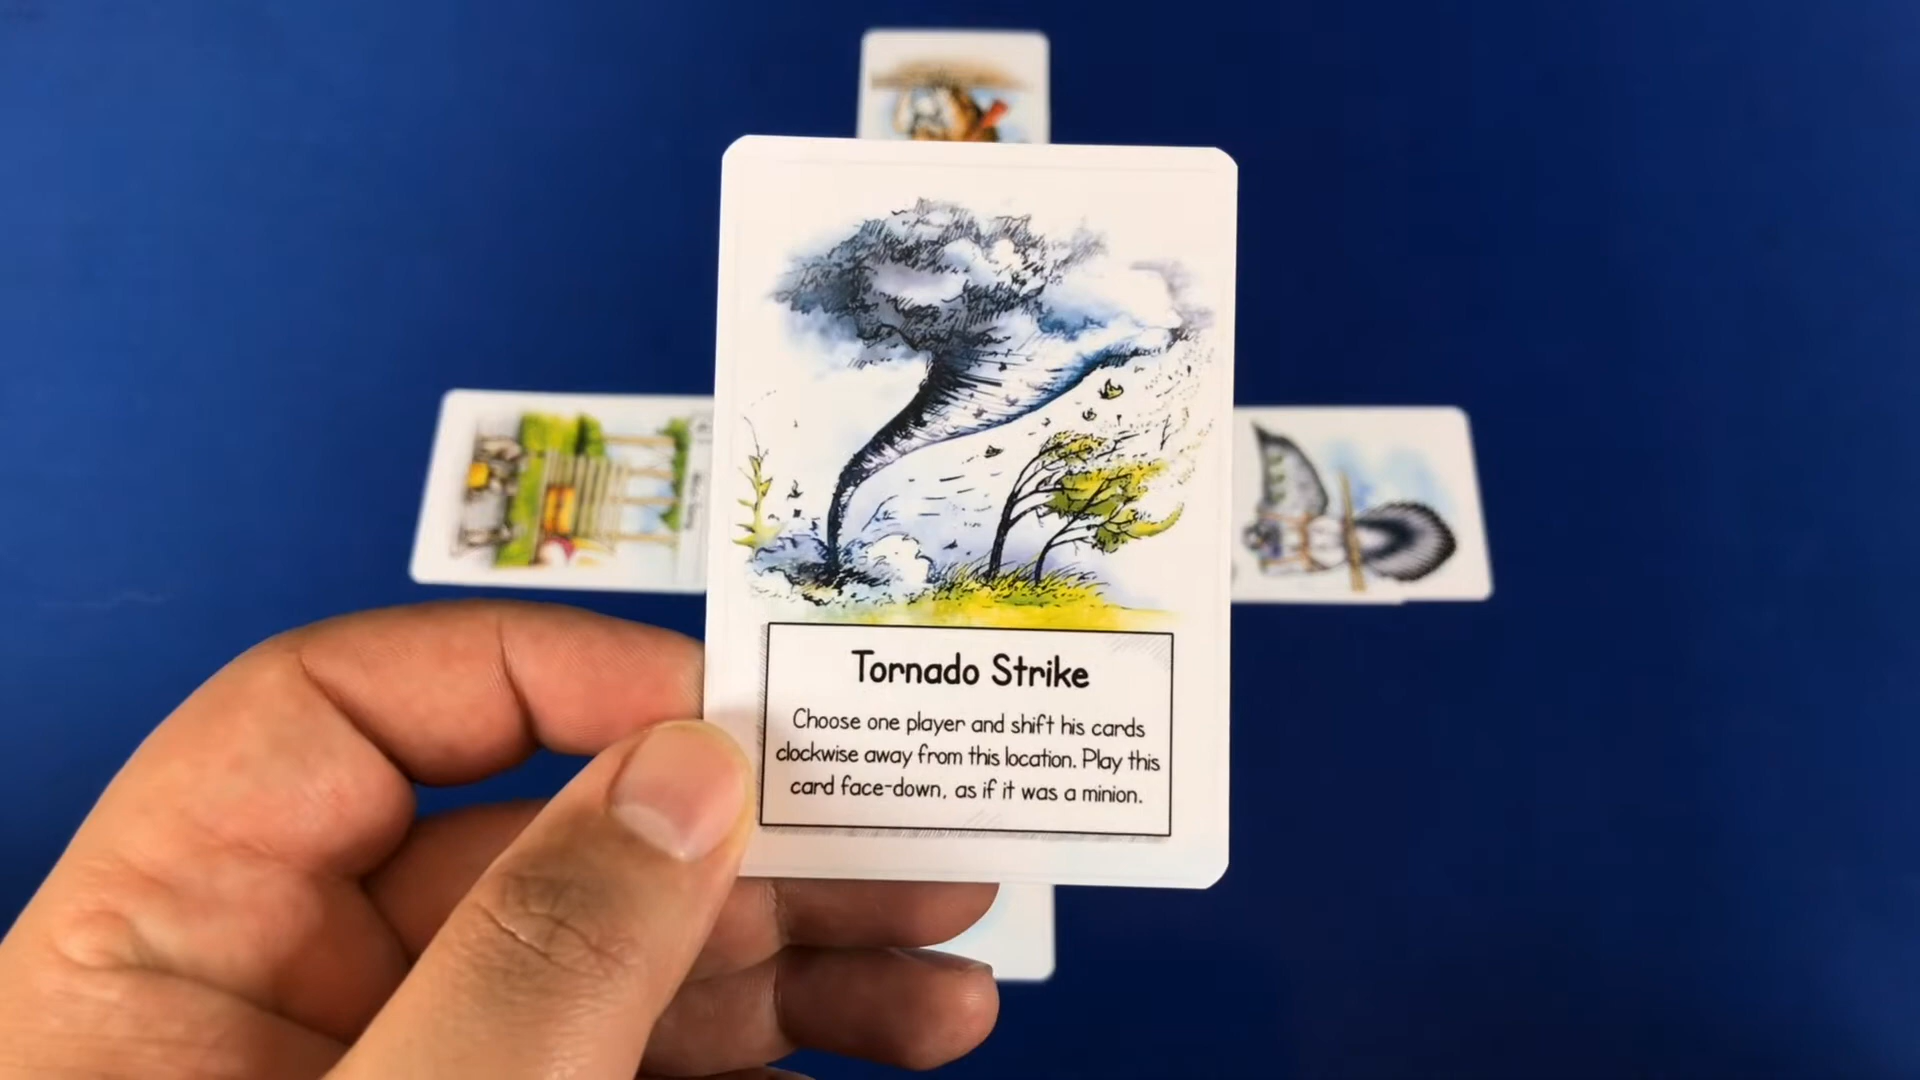 Tornado Strike
Choose one player and shift his cards
clockwise away from this location. Play this
card face-down, as if it was a minion.